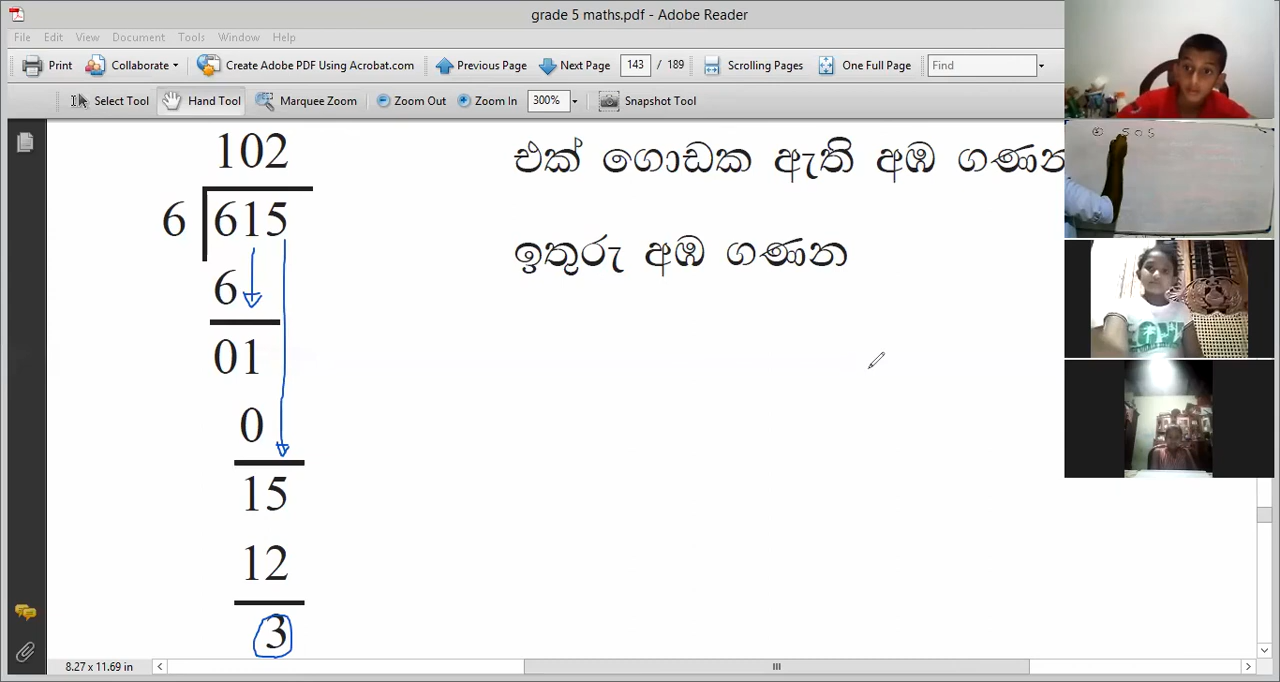 grade 5 maths.pdf - Adobe Reader
File Edit View Document Tools Window Help
Print Collaborate Create Adobe PDF Using Acrobat.com Previous Page Next Page 143 / 189 Scrolling Pages One Full Page Find
Select Tool Hand Tool Marquee Zoom Zoom Out Zoom In 300% Snapshot Tool
102
6 615
6
01
0
15
12
3
එක් ගොඩක ඇති අඹ ගණන
ඉතුරු අඹ ගණන
505
8.27 x 11.69 in